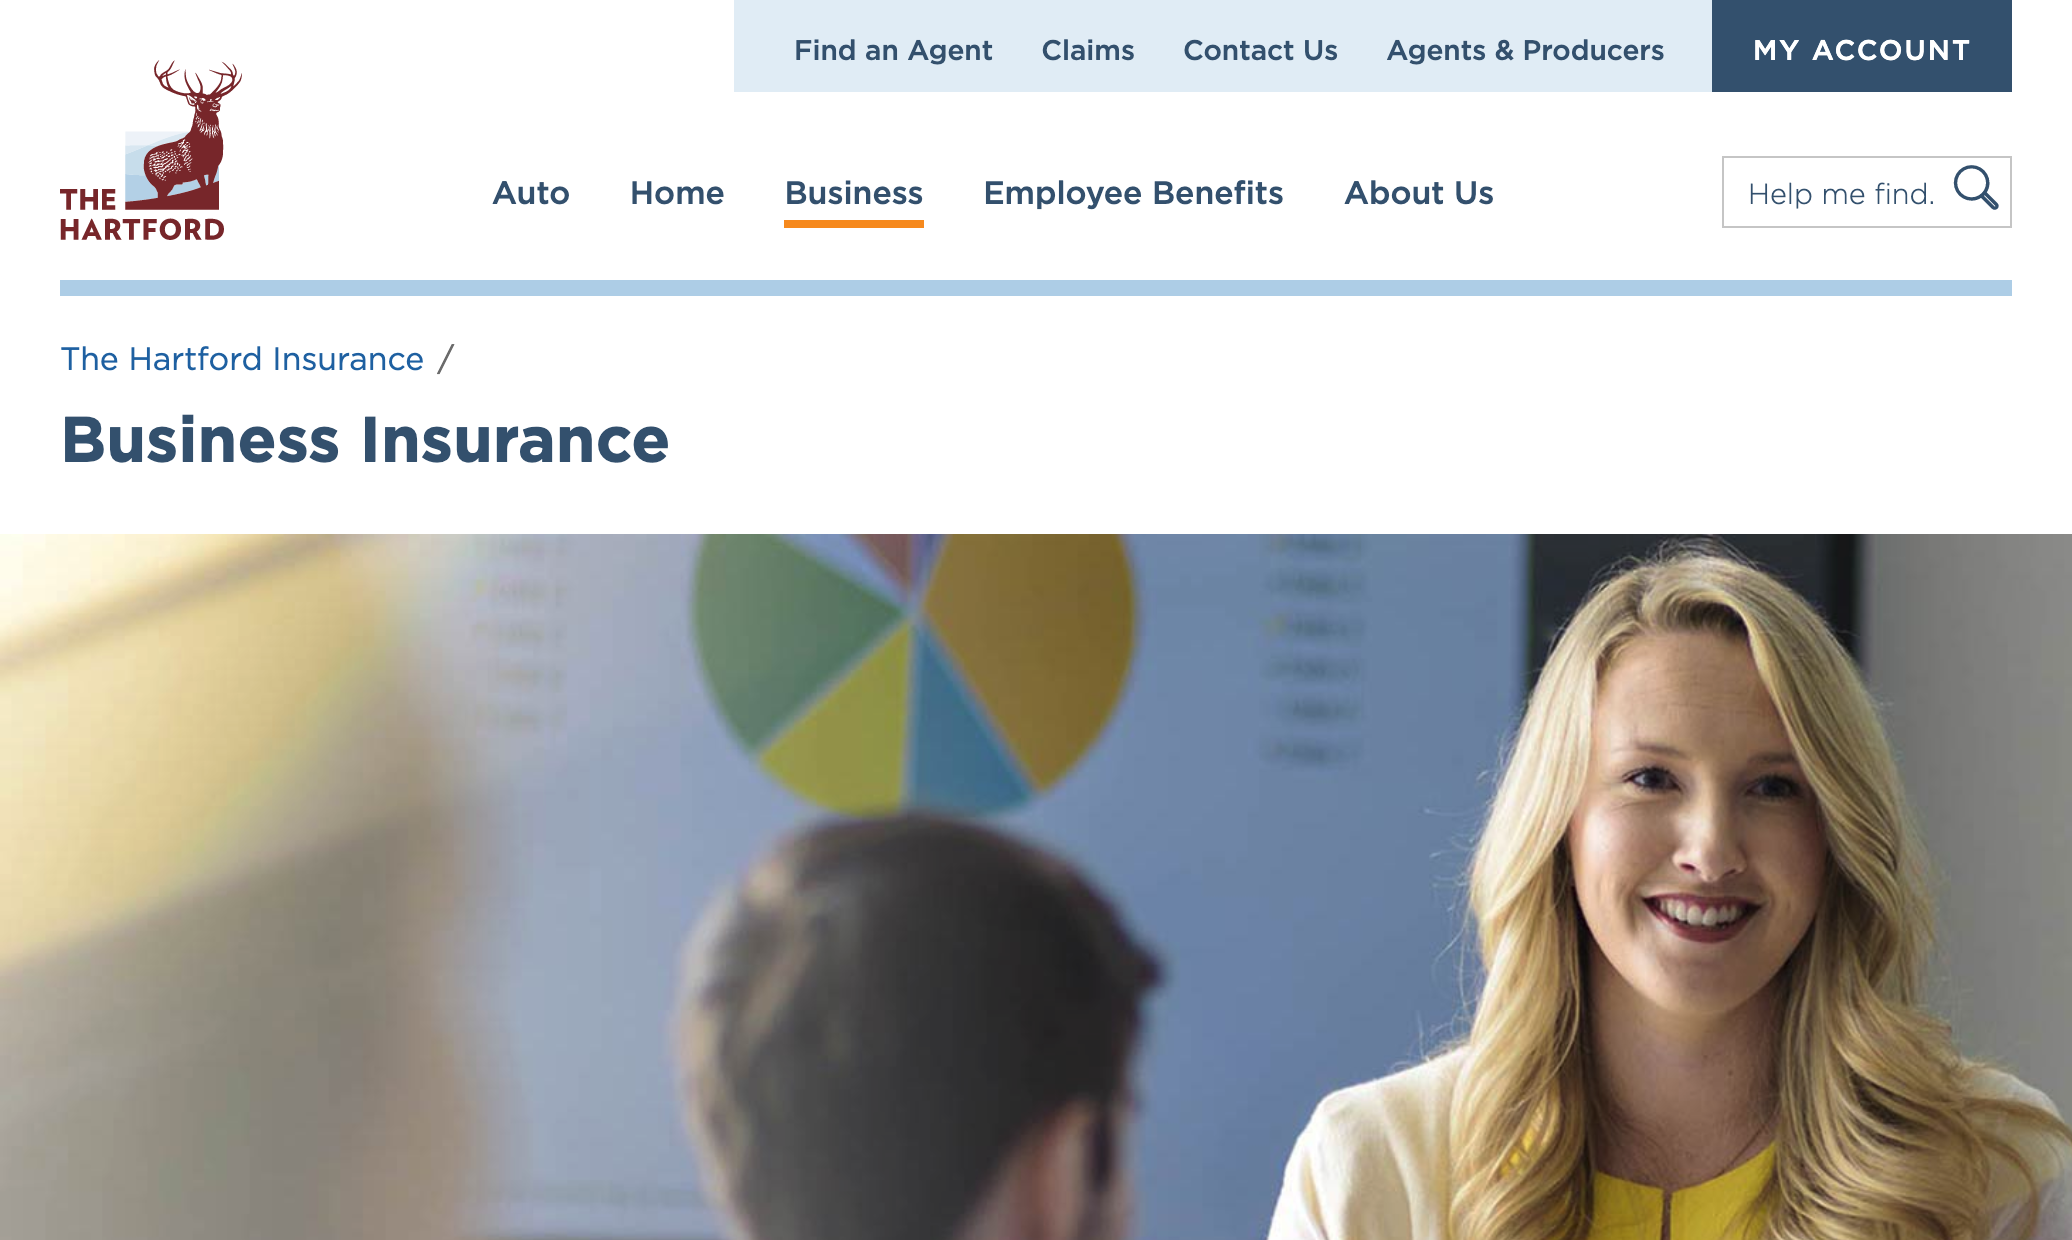 Find an Agent Claims Contact Us Agents & Producers MY ACCOUNT
THE
HARTFORD
Auto Home Business Employee Benefits About Us Help me find.
The Hartford Insurance /
Business Insurance